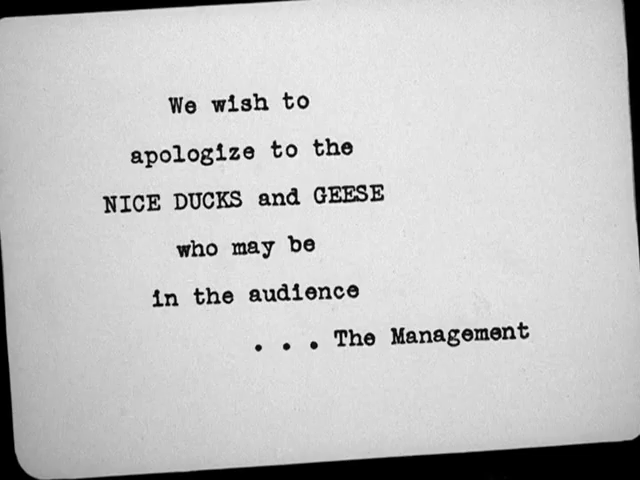 We wish to
apologize to the
NICE DUCKS and GEESE
who may be
in the audience
. . . The Management